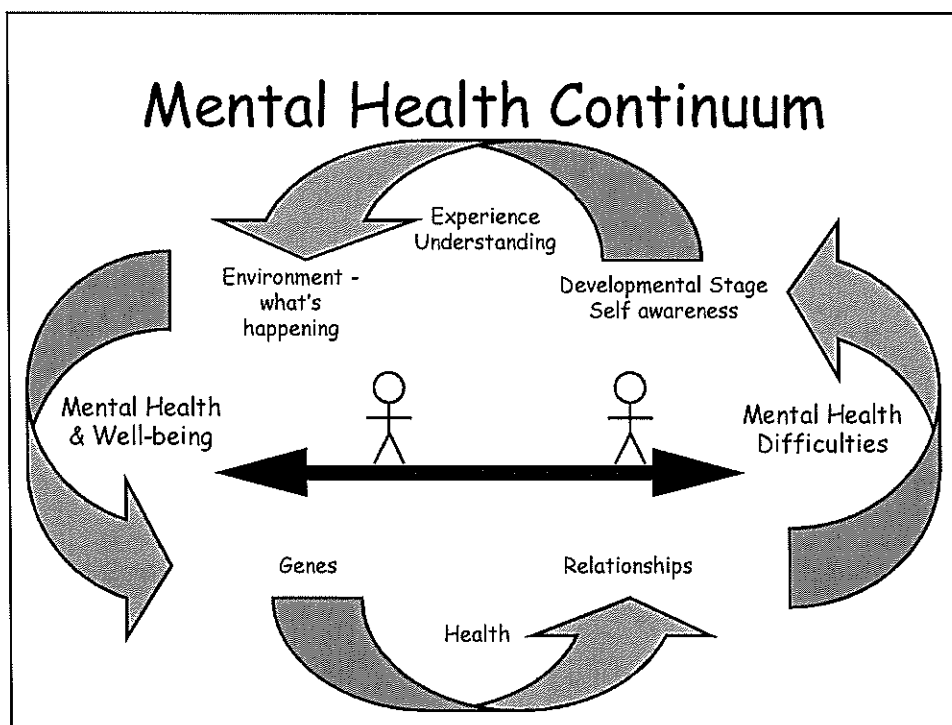 Mental Health Continuum
Experience
Understanding
Environment -
what's
happening
Developmental Stage
Self awareness
Mental Health
& Well-being
Mental Health
Difficulties
Genes
Relationships
Health